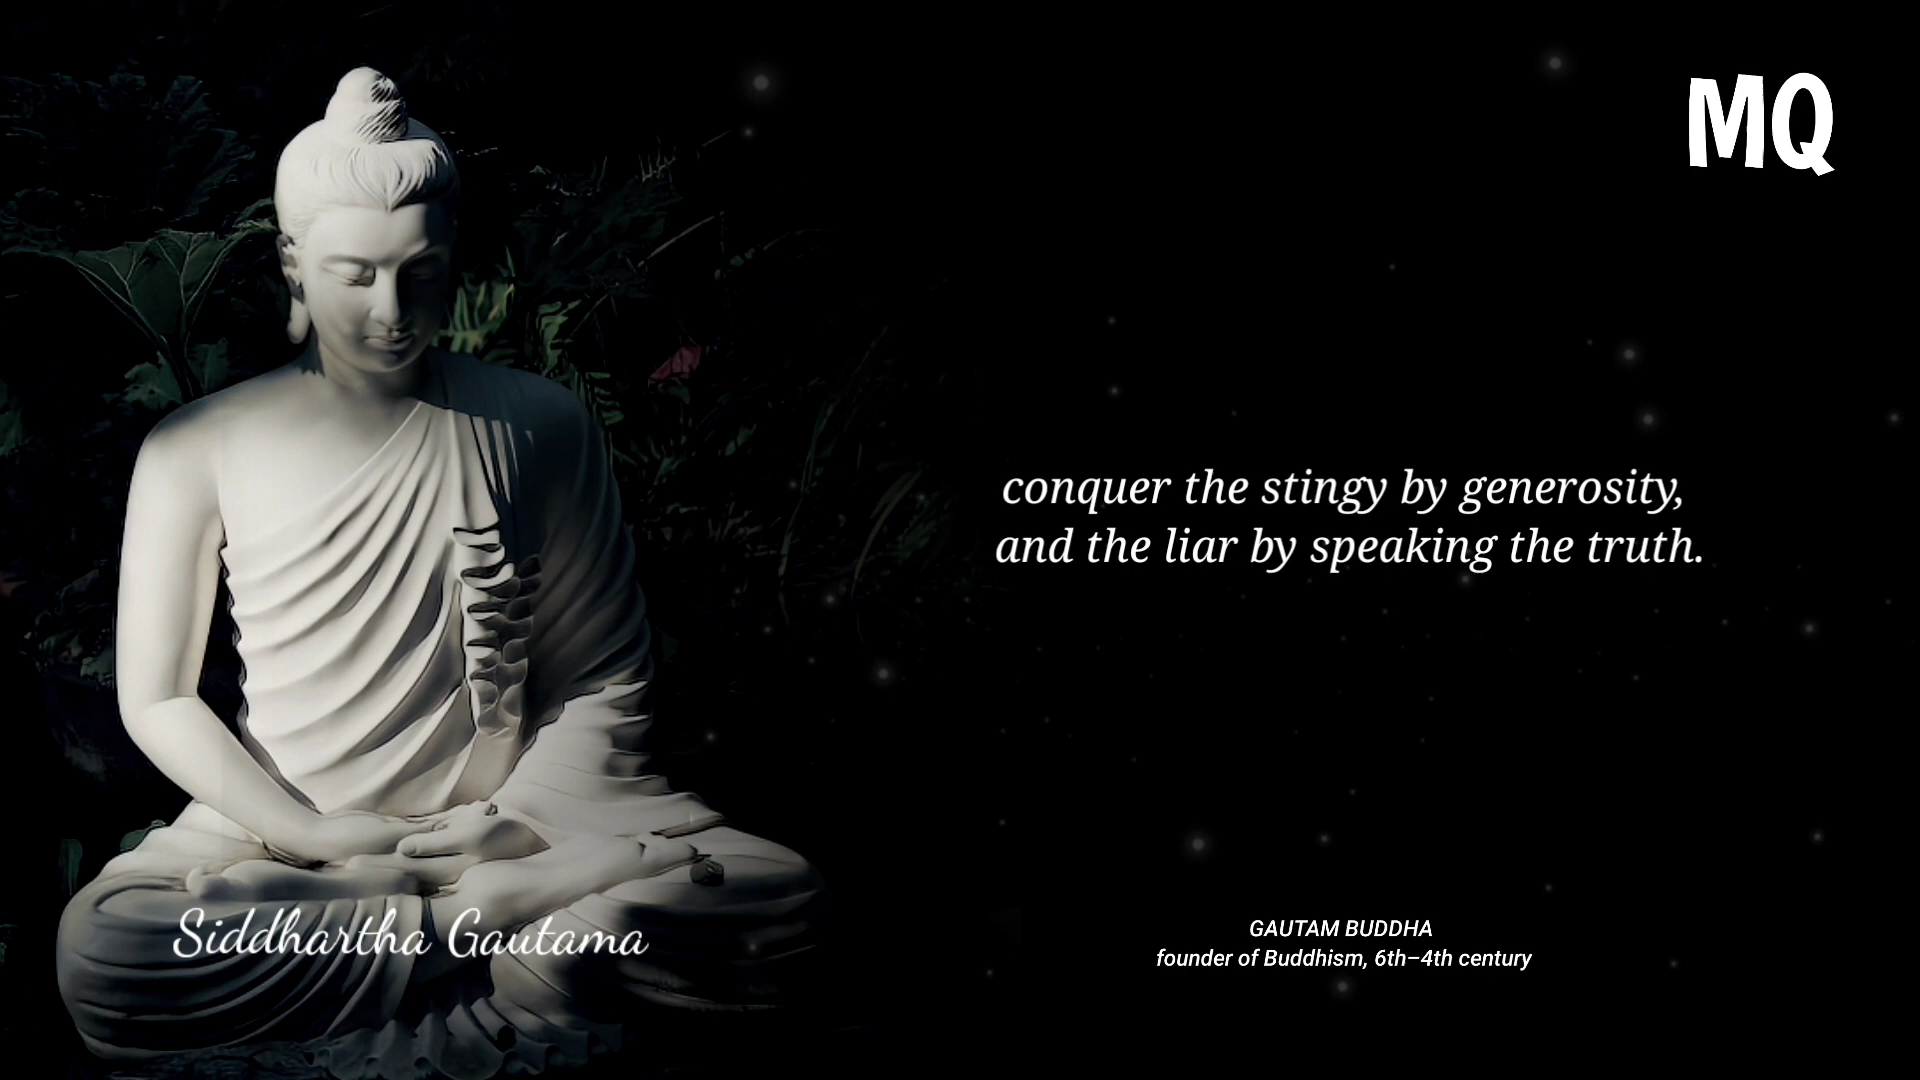 MQ
conquer the stingy by generosity,
and the liar by speaking the truth.
Siddhartha Gautama
GAUTAM BUDDHA
founder of Buddhism, 6th–4th century